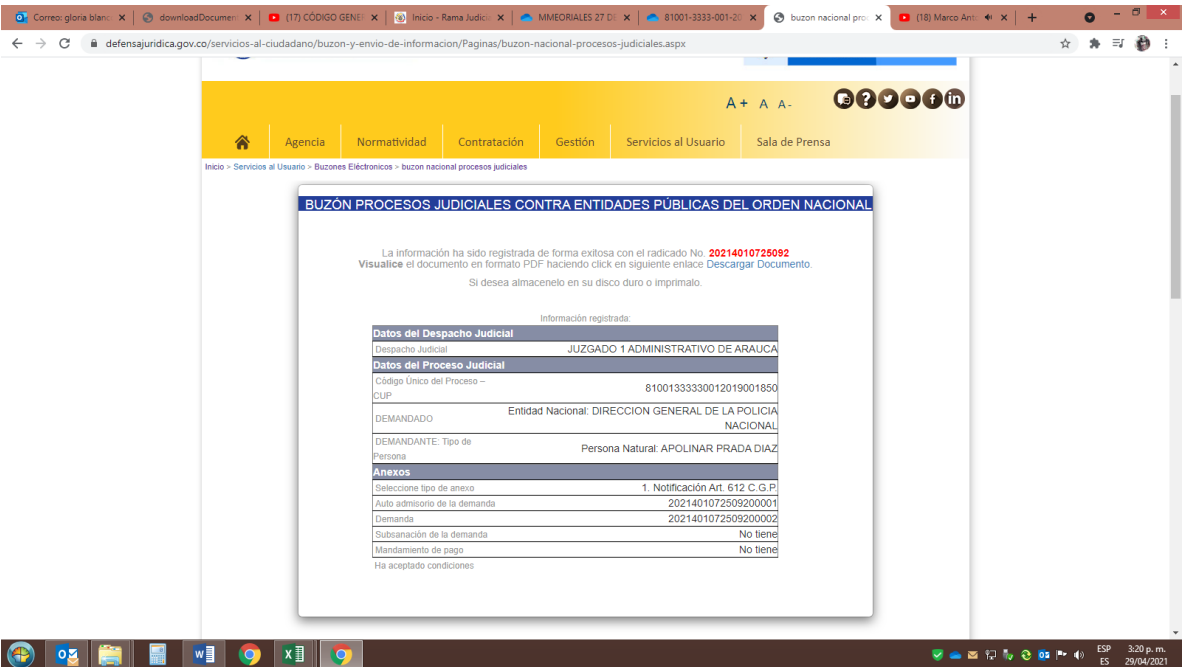 Correo: gloria blanc
downloadDocumen
(17) CÓDIGO GENER
Inicio - Rama Judicia
MMEORIALES 27 DE
81001-3333-001-20
buzon nacional proc
(18) Marco Anto
defensajuridica.gov.co/servicios-al-ciudadano/buzon-y-envio-de-informacion/Paginas/buzon-nacional-procesos-judiciales.aspx
A+ A A-
Agencia
Normatividad
Contratación
Gestión
Servicios al Usuario
Sala de Prensa
Inicio > Servicios al Usuario > Buzones Eléctronicos > buzon nacional procesos judiciales
BUZÓN PROCESOS JUDICIALES CONTRA ENTIDADES PÚBLICAS DEL ORDEN NACIONAL
La información ha sido registrada de forma exitosa con el radicado No. 20214010725092
Visualice el documento en formato PDF haciendo click en siguiente enlace Descargar Documento.
Si desea almacenelo en su disco duro o imprimalo.
Información registrada:
Datos del Despacho Judicial
Despacho Judicial JUZGADO 1 ADMINISTRATIVO DE ARAUCA
Datos del Proceso Judicial
Código Único del Proceso –
CUP
81001333330012019001850
DEMANDADO
Entidad Nacional: DIRECCION GENERAL DE LA POLICIA
NACIONAL
DEMANDANTE: Tipo de
Persona
Persona Natural: APOLINAR PRADA DIAZ
Anexos
Seleccione tipo de anexo 1. Notificación Art. 612 C.G.P.
Auto admisorio de la demanda 2021401072509200001
Demanda 2021401072509200002
Subsanación de la demanda No tiene
Mandamiento de pago No tiene
Ha aceptado condiciones
ESP
ES
3:20 p. m.
29/04/2021